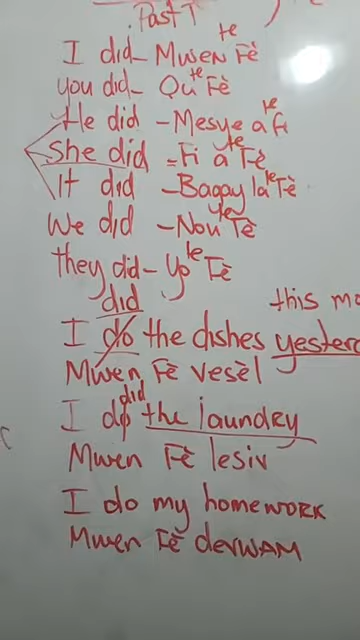 Past T
te
I did - Mwen Fè
te
you did - Ou Fè
te
He did - Mesye a fi
te
She did = Fi a Fè
te
It did - Bagay la Fè
te
We did - Nou Fè
te
they did - Yo Fè
did this mo
I do the dishes yesterd
Mwen Fè vesèl
did
I do the laundry
Mwen Fè lesiv
I do my homework
Mwen Fè devwam